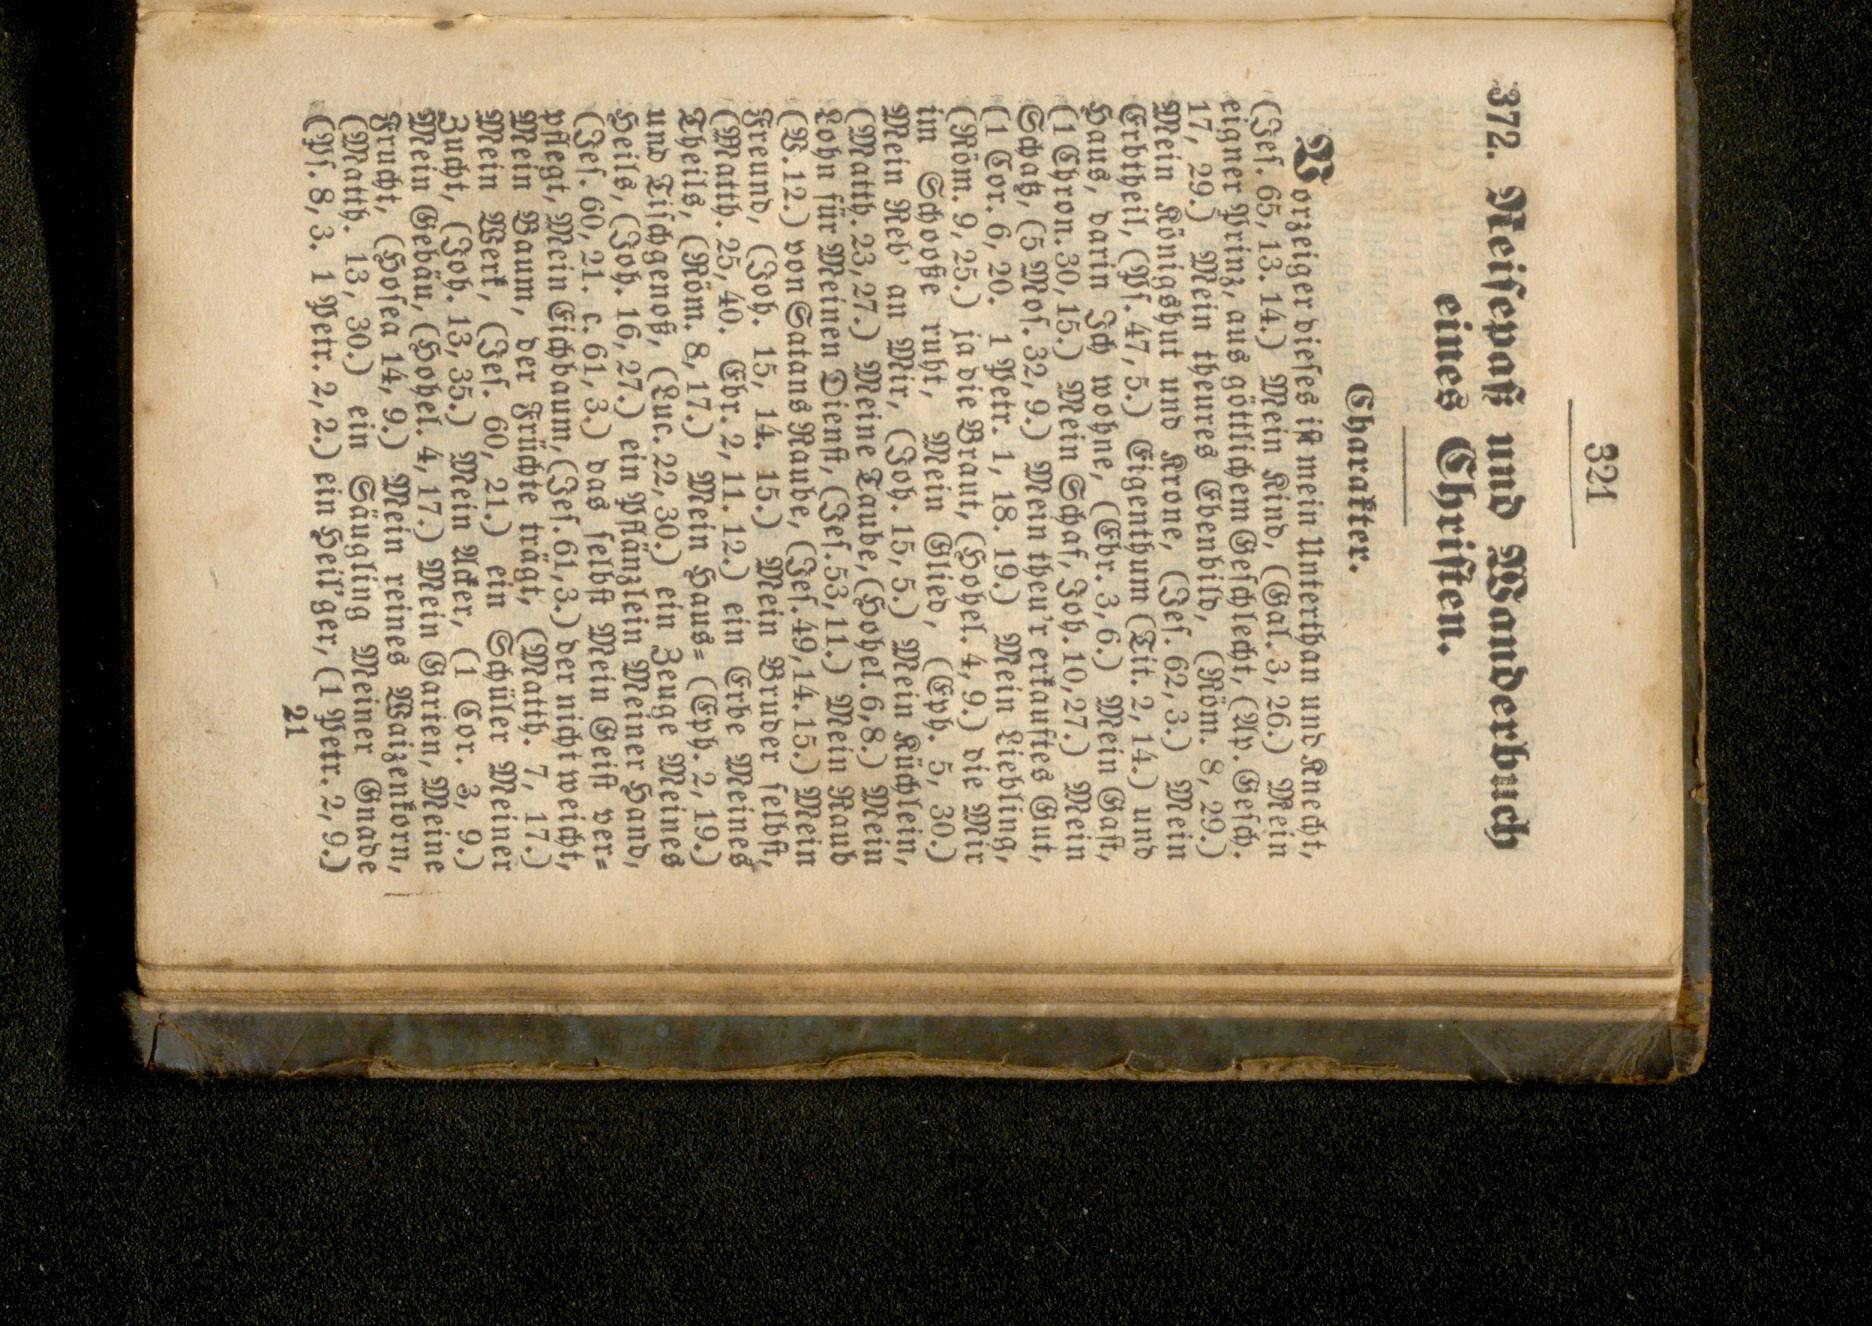 321
372. Reisepaß und Wanderbuch
eines Christen.
Charakter.
Vorzeiger dieses ist mein Unterthan und Knecht,
(Jes. 65, 13. 14.) Mein Kind, (Gal. 3, 26.) Mein
eigner Prinz, aus göttlichem Geschlecht, (Ap. Gesch.
17, 29.) Mein theures Ebenbild, (Röm. 8, 29.)
Mein Königshut und Krone, (Jes. 62, 3.) Mein
Erbtheil, (Ps. 47, 5.) Eigenthum (Tit. 2, 14.) und
Haus, darin Ich wohne, (Ebr. 3, 6.) Mein Gast,
(1 Chron. 30, 15.) Mein Schaf, Joh. 10, 27.) Mein
Schatz, (5 Mos. 32, 9.) Mein theu'r erkauftes Gut,
(1 Cor. 6, 20. 1 Petr. 1, 18. 19.) Mein Liebling,
(Röm. 9, 25.) ja die Braut, (Hohel. 4, 9.) die Mir
im Schooße ruht, Mein Glied, (Eph. 5, 30.)
Mein Reb' an Mir, (Joh. 15, 5.) Mein Küchlein,
(Matth. 23, 27.) Meine Taube, (Hohel. 6, 8.) Mein
Lohn für Meinen Dienst, (Jes. 53, 11.) Mein Raub
(V. 12.) von Satans Raube, (Jes. 49, 14. 15.) Mein
Freund, (Joh. 15, 14. 15.) Mein Bruder selbst,
(Matth. 25, 40. Ebr. 2, 11. 12.) ein Erbe Meines
Theils, (Röm. 8, 17.) Mein Haus= (Eph. 2, 19.)
und Tischgenoß, (Luc. 22, 30.) ein Zeuge Meines
Heils, (Joh. 16, 27.) ein Pflänzlein Meiner Hand,
(Jes. 60, 21. c. 61, 3.) das selbst Mein Geist ver=
pflegt, Mein Eichbaum, (Jes. 61, 3.) der nicht weicht,
Mein Baum, der Früchte trägt, (Matth. 7, 17.)
Mein Werk, (Jes. 60, 21.) ein Schüler Meiner
Zucht, (Joh. 13, 35.) Mein Acker, (1 Cor. 3, 9.)
Mein Gebäu, (Hohel. 4, 17.) Mein Garten, Meine
Frucht, (Hosea 14, 9.) Mein reines Waizenkorn,
(Matth. 13, 30.) ein Säugling Meiner Gnade
(Ps. 8, 3. 1 Petr. 2, 2.) ein Heil'ger, (1 Petr. 2, 9.)
21